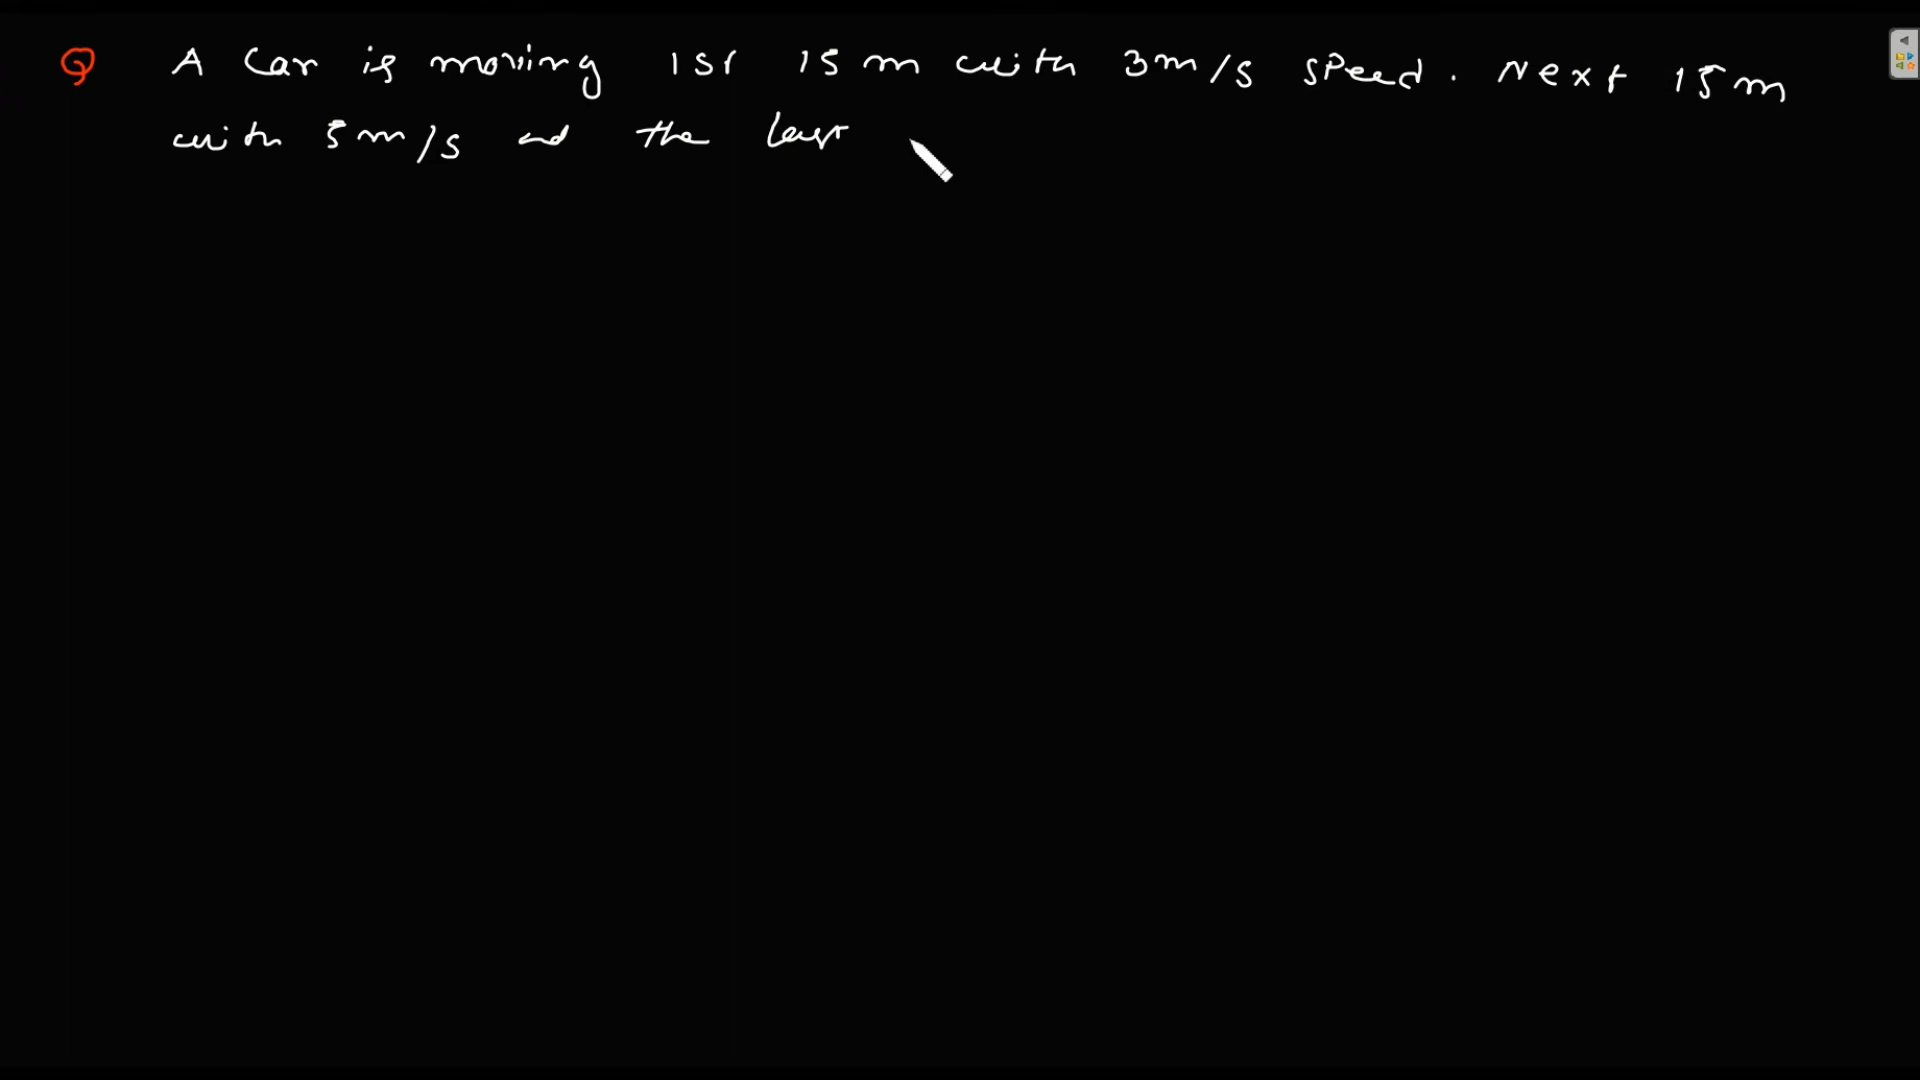 Q A Car is moving 1st 15 m with 3m/s speed. Next 15m
with 5m/s and the last